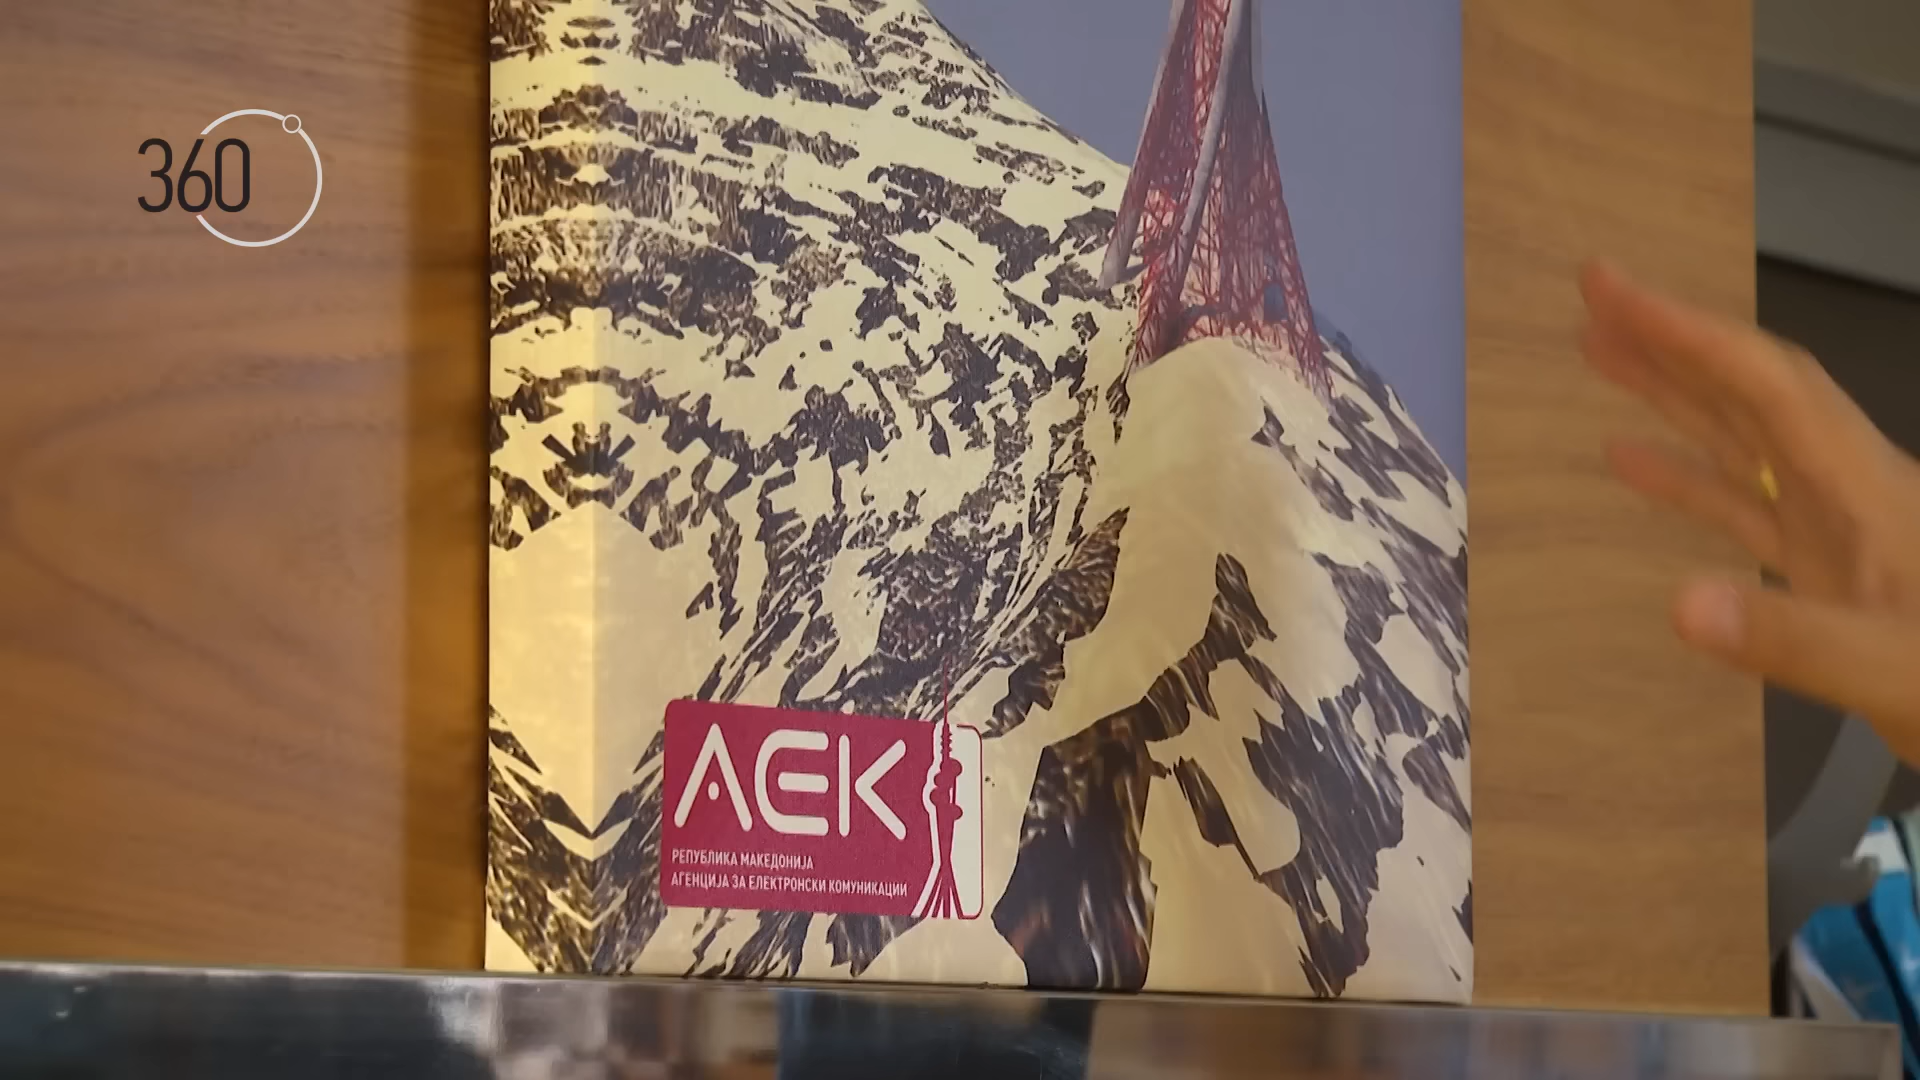 360
АЕК
РЕПУБЛИКА МАКЕДОНИЈА
АГЕНЦИЈА ЗА ЕЛЕКТРОНСКИ КОМУНИКАЦИИ